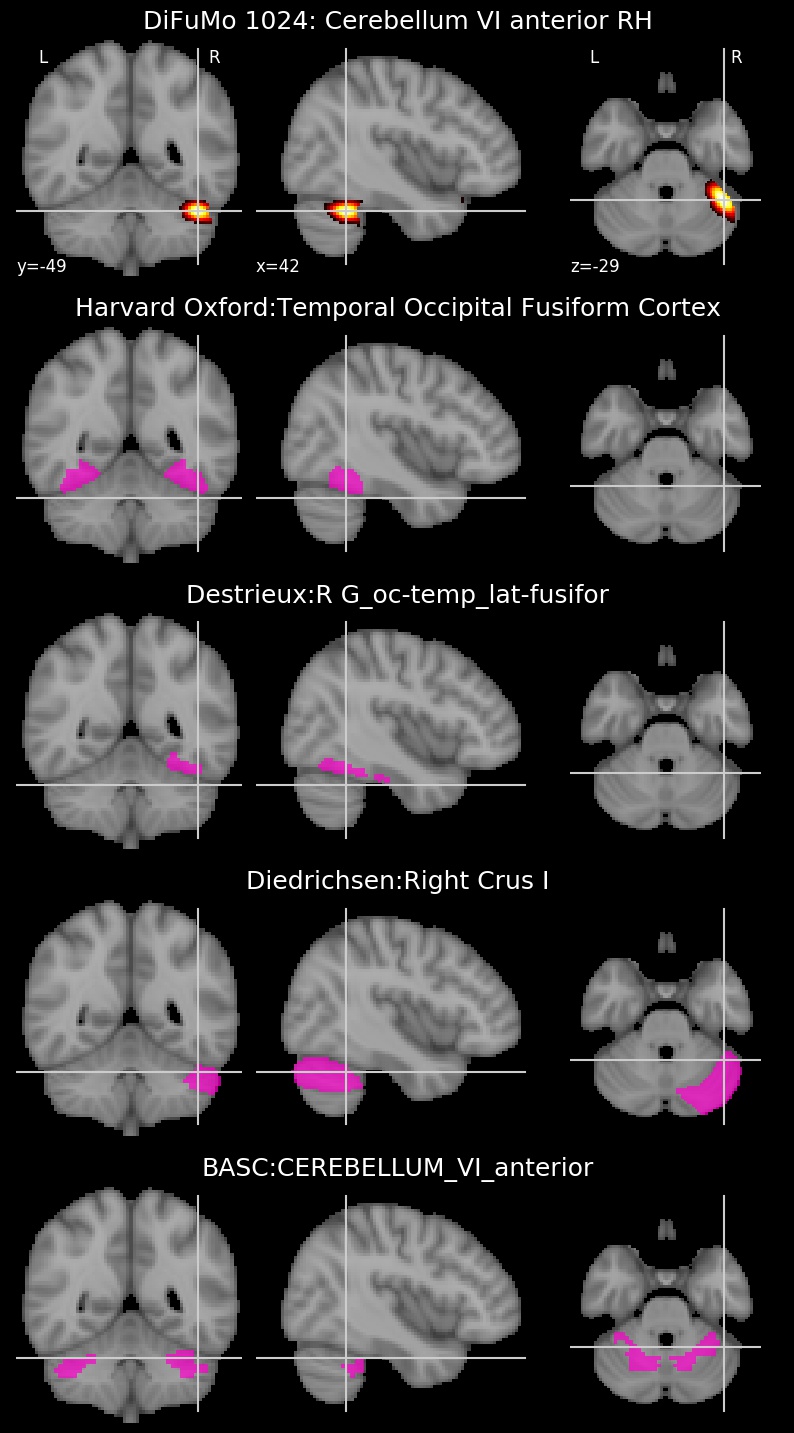 DiFuMo 1024: Cerebellum VI anterior RH
L R L R
y=-49 x=42 z=-29
Harvard Oxford:Temporal Occipital Fusiform Cortex
Destrieux:R G_oc-temp_lat-fusifor
Diedrichsen:Right Crus I
BASC:CEREBELLUM_VI_anterior